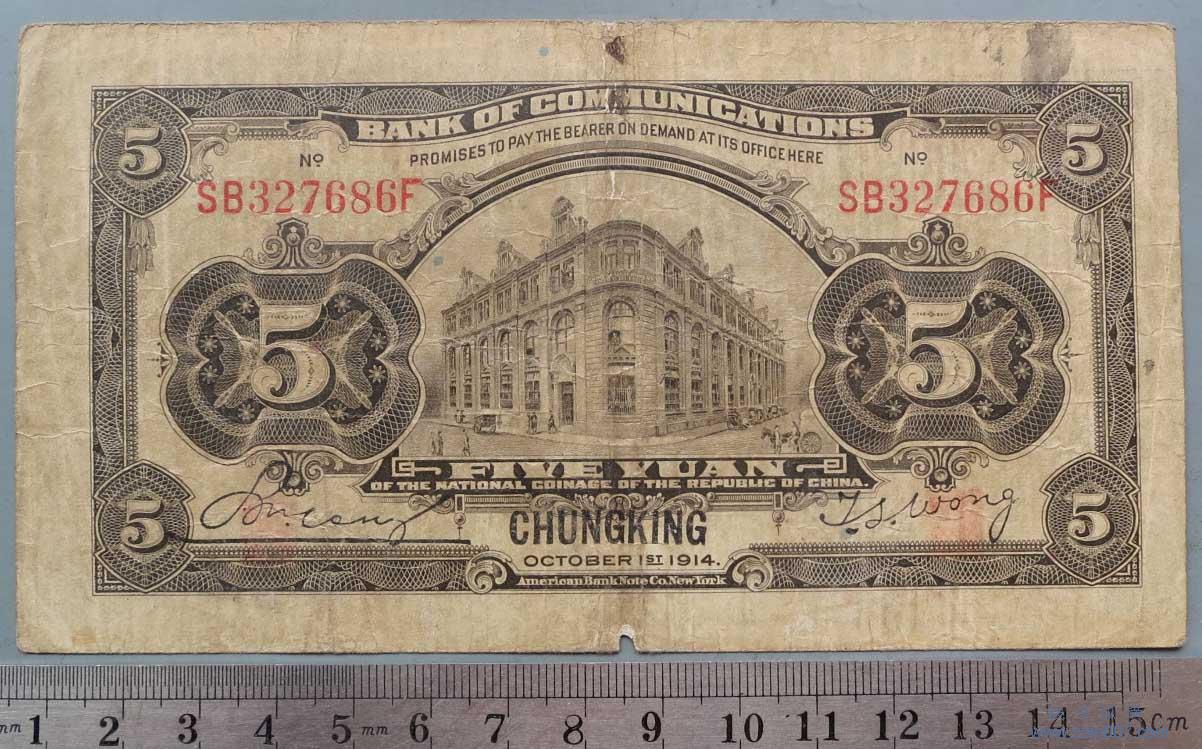 BANK OF COMMUNICATIONS
PROMISES TO PAY THE BEARER ON DEMAND AT ITS OFFICE HERE
5
5
No
No
SB327686F
SB327686F
5
5
FIVE YUAN
OF THE NATIONAL COINAGE OF THE REPUBLIC OF CHINA.
T.S. Wong
5
5
CHUNGKING
OCTOBER 1ST 1914.
American Bank Note Co. New York
mm 1 2 3 4 5 mm 6 7 8 9 10 11 12 13 14 15 cm